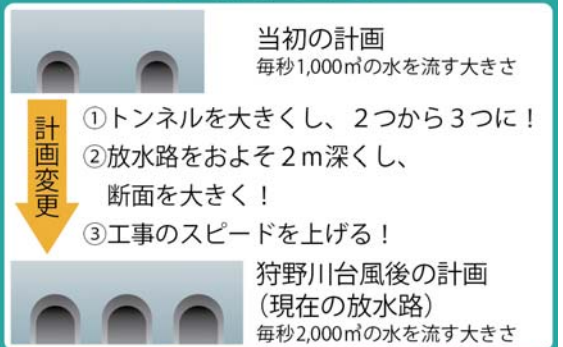 当初の計画
毎秒1,000㎥の水を流す大きさ
計画変更
①トンネルを大きくし、２つから３つに！
②放水路をおよそ２ｍ深くし、
断面を大きく！
③工事のスピードを上げる！
狩野川台風後の計画
（現在の放水路）
毎秒2,000㎥の水を流す大きさ